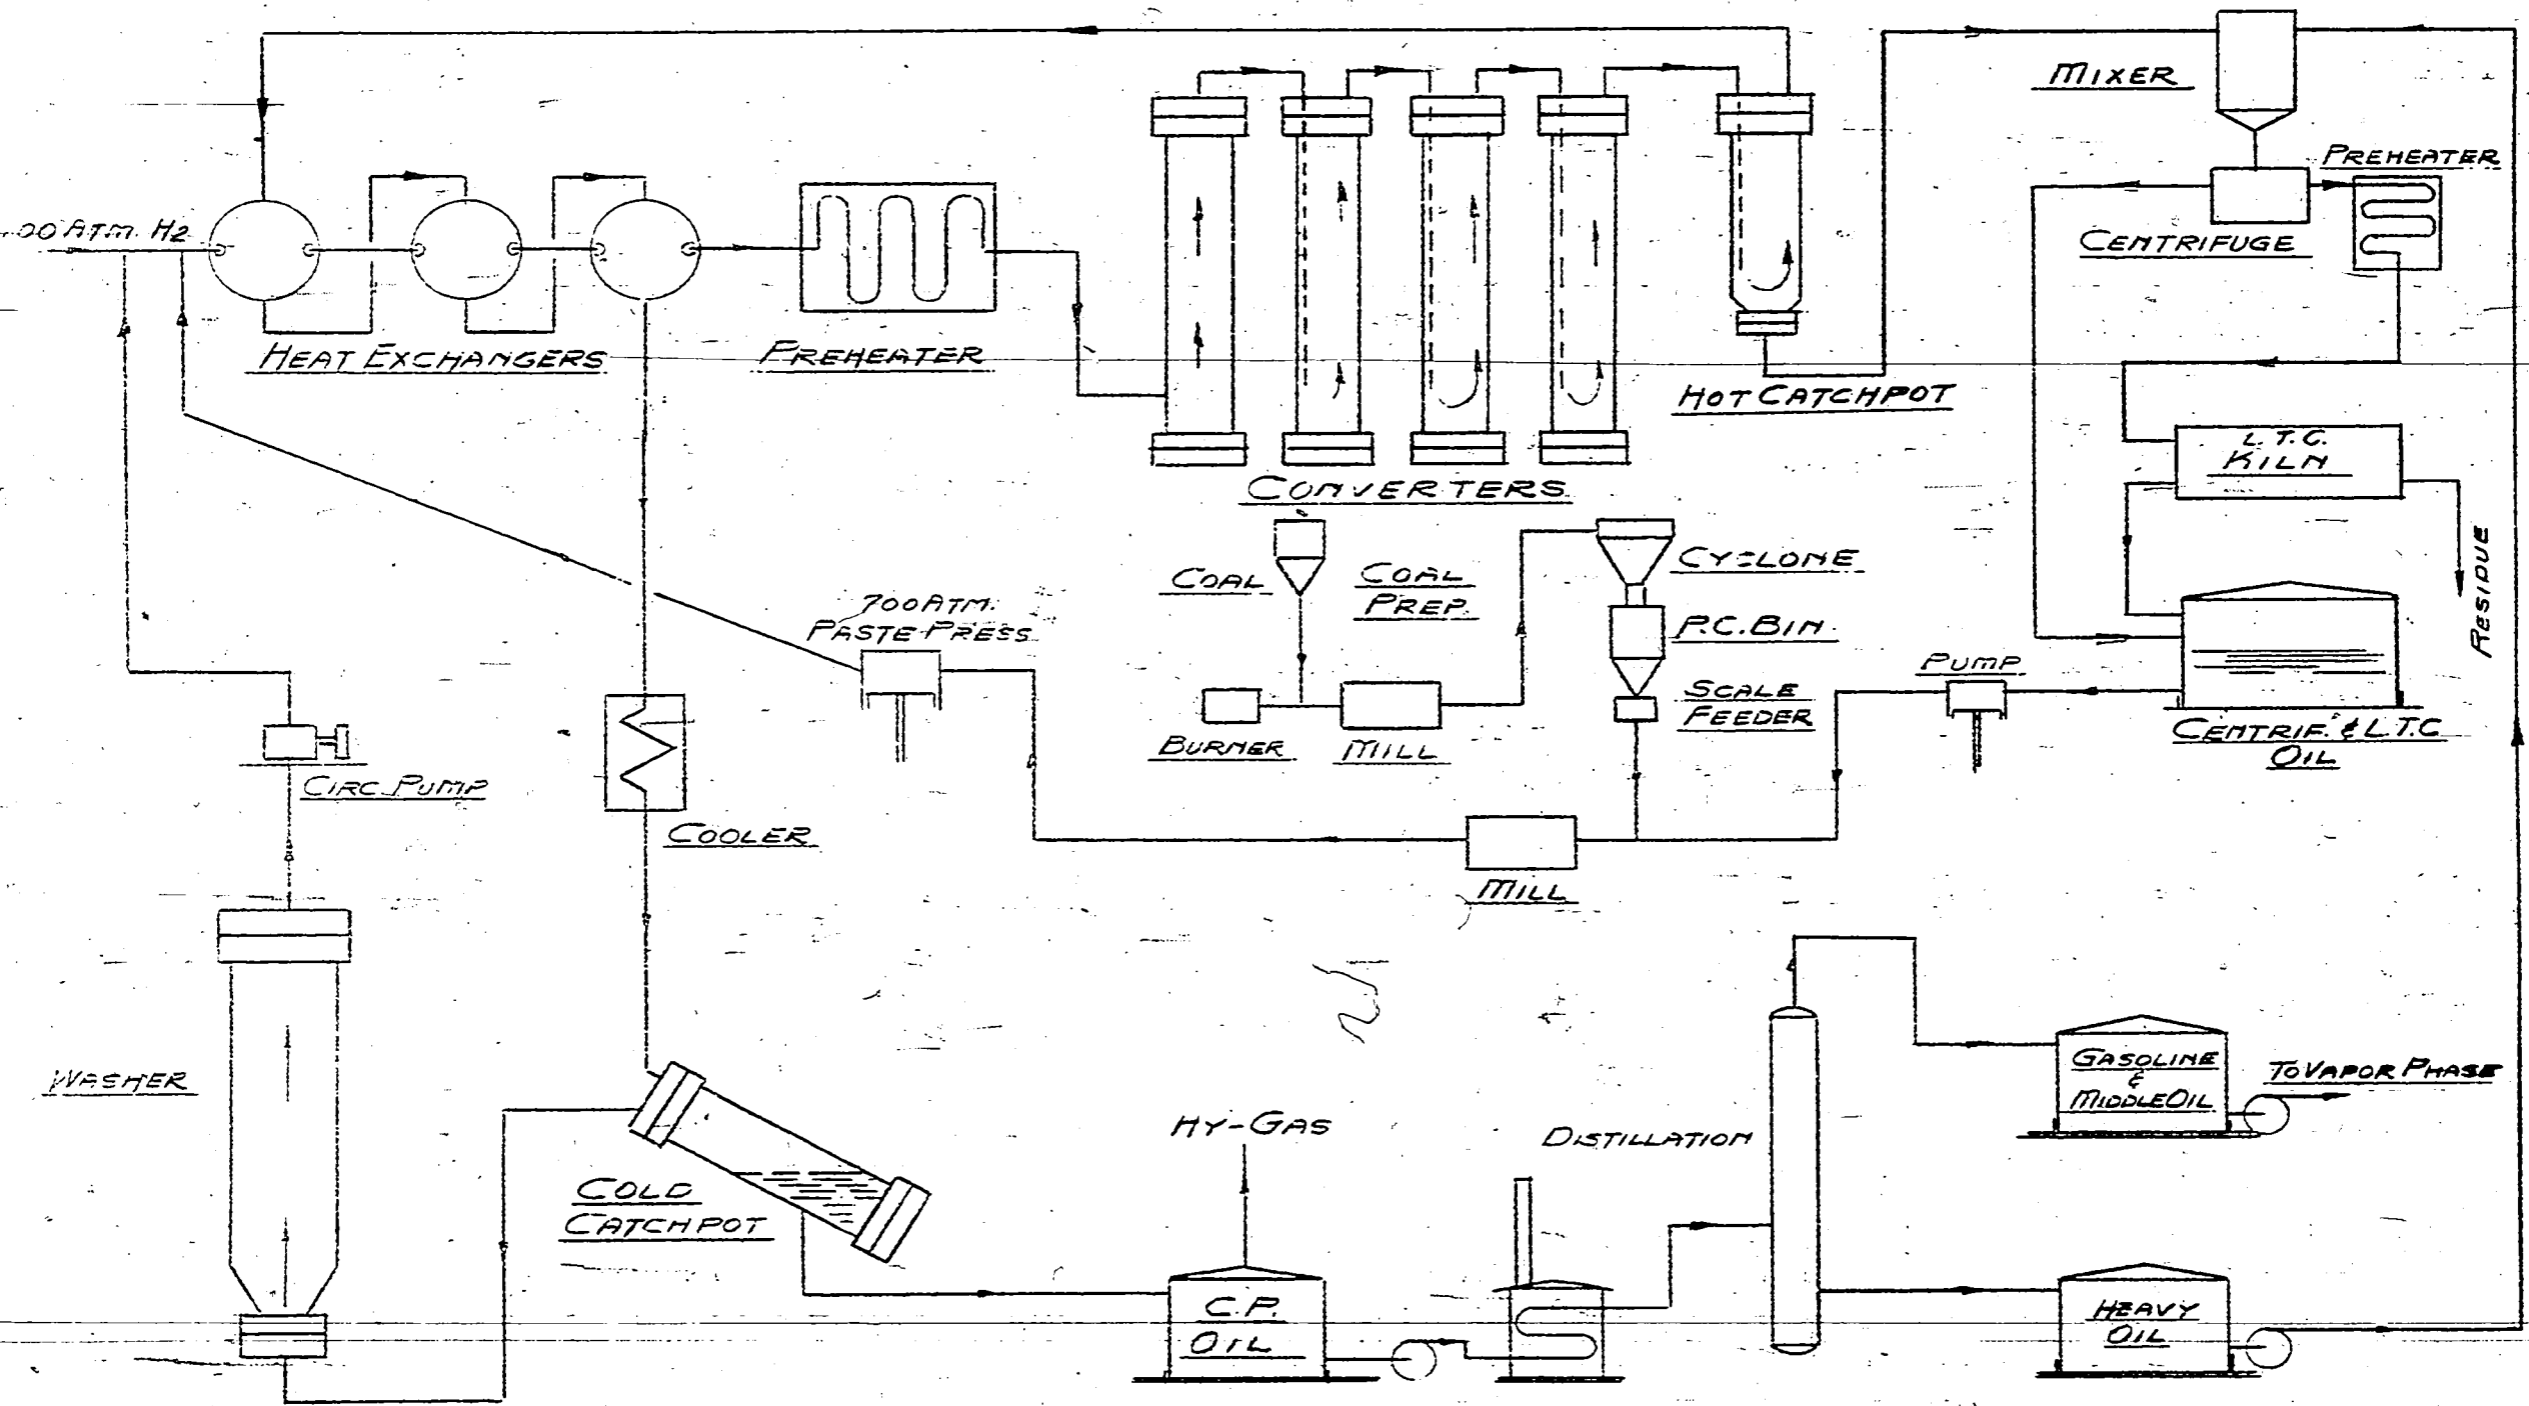 MIXER
PREHEATER
00 ATM. H2
CENTRIFUGE
HEAT EXCHANGERS
PREHEATER
HOT CATCHPOT
L.T.C.
KILN
CONVERTERS
COAL
COAL
PREP.
CYCLONE
RESIDUE
700 ATM.
PASTE PRESS
P.C. BIN.
PUMP
SCALE
FEEDER
BURNER
MILL
CENTRIF. & L.T.C
OIL
CIRC. PUMP
COOLER
MILL
WASHER
GASOLINE
&
MIDDLE OIL
TO VAPOR PHASE
HY-GAS
DISTILLATION
COLD
CATCHPOT
C.P.
OIL
HEAVY
OIL